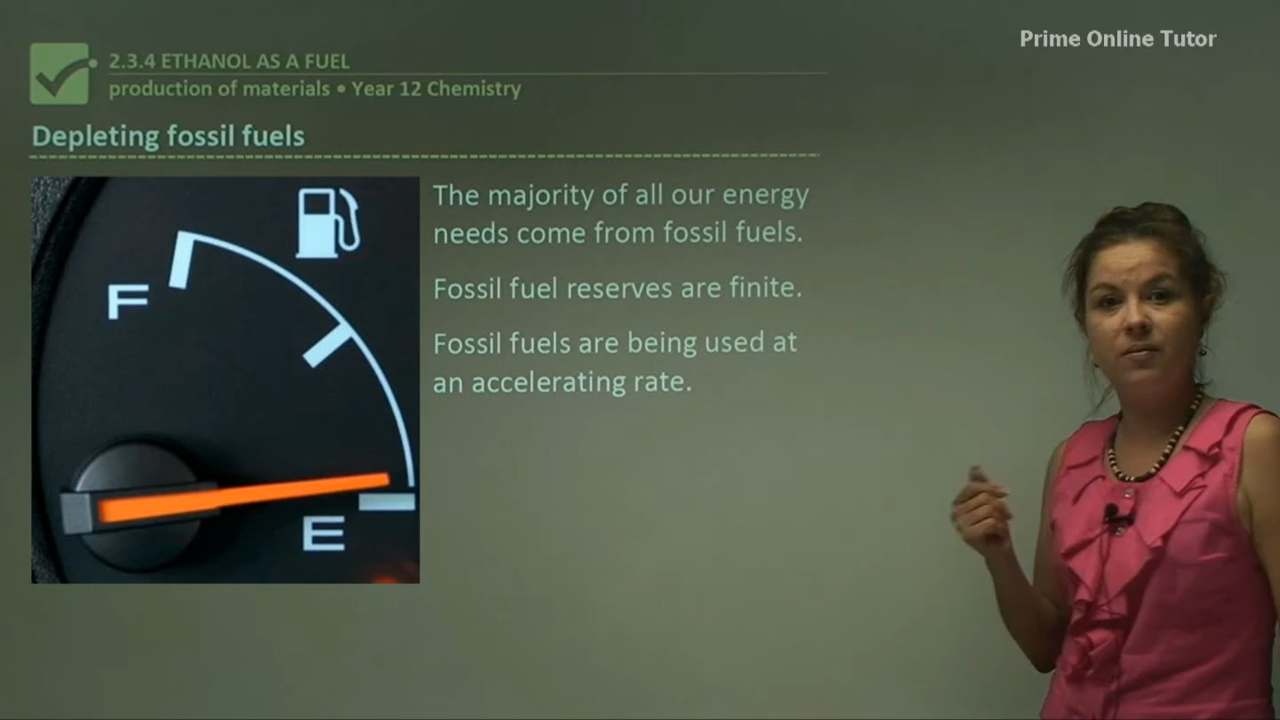 Prime Online Tutor
2.3.4 ETHANOL AS A FUEL
production of materials • Year 12 Chemistry
Depleting fossil fuels
F
E
The majority of all our energy
needs come from fossil fuels.
Fossil fuel reserves are finite.
Fossil fuels are being used at
an accelerating rate.